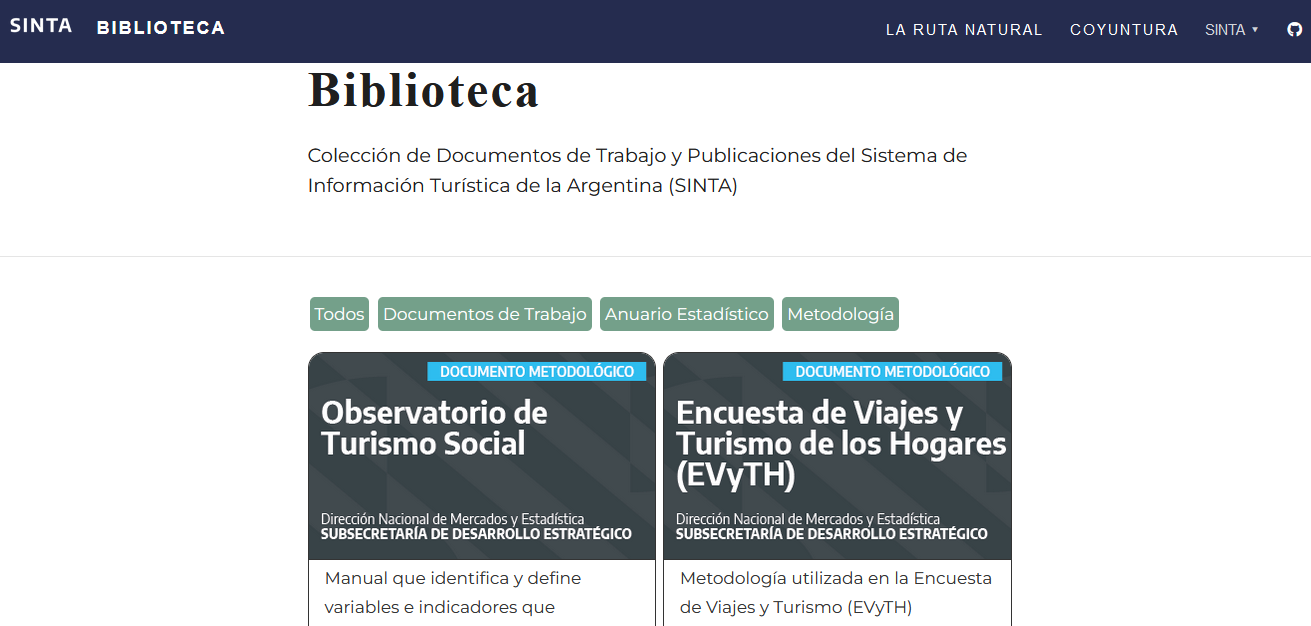 SINTA BIBLIOTECA LA RUTA NATURAL COYUNTURA SINTA ▾
Biblioteca
Colección de Documentos de Trabajo y Publicaciones del Sistema de
Información Turística de la Argentina (SINTA)
Todos Documentos de Trabajo Anuario Estadístico Metodología
DOCUMENTO METODOLÓGICO
Observatorio de
Turismo Social
Dirección Nacional de Mercados y Estadística
SUBSECRETARÍA DE DESARROLLO ESTRATÉGICO
Manual que identifica y define
variables e indicadores que
DOCUMENTO METODOLÓGICO
Encuesta de Viajes y
Turismo de los Hogares
(EVyTH)
Dirección Nacional de Mercados y Estadística
SUBSECRETARÍA DE DESARROLLO ESTRATÉGICO
Metodología utilizada en la Encuesta
de Viajes y Turismo (EVyTH)